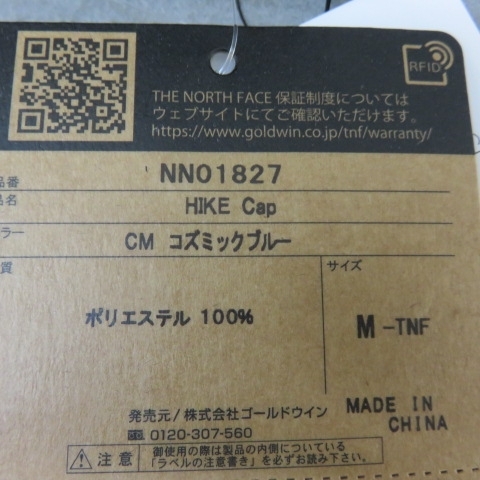 RFID
THE NORTH FACE 保証制度については
ウェブサイトにてご確認いただけます。
https://www.goldwin.co.jp/tnf/warranty/
品番 NN01827
品名 HIKE Cap
ラー CM コズミックブルー
質 サイズ
ポリエステル 100% M-TNF
発売元/株式会社ゴールドウイン
0120-307-560
MADE IN
CHINA
注意 御使用の際は製品の内側についている
「ラベルの注意書き」を必ずお読み下さい。